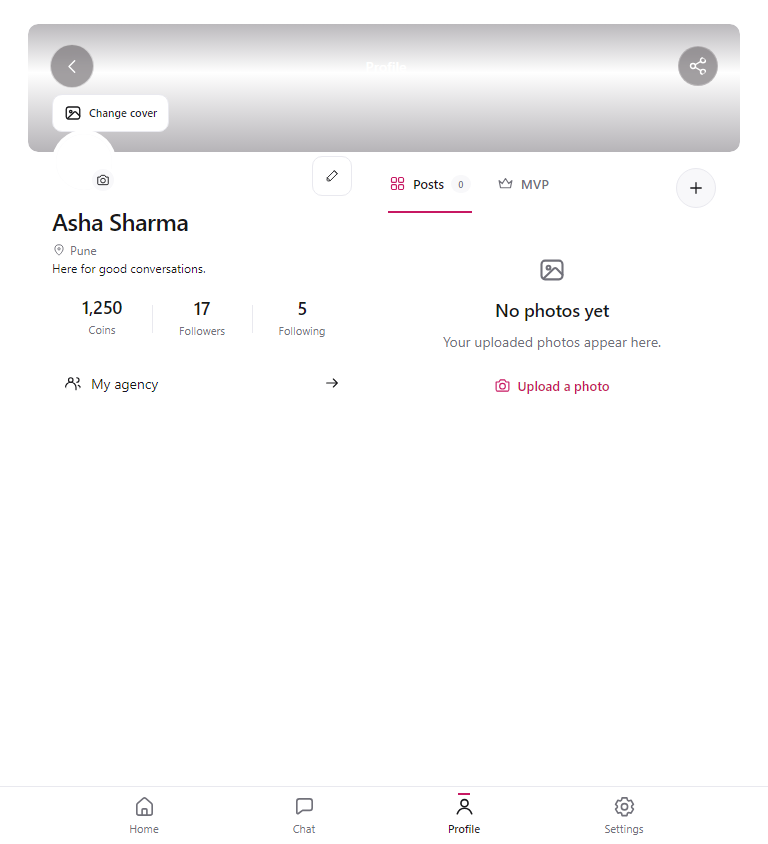 Profile
Change cover
Asha Sharma
Pune
Here for good conversations.
1,250
Coins
17
Followers
5
Following
My agency
Posts 0
MVP
No photos yet
Your uploaded photos appear here.
Upload a photo
Home
Chat
Profile
Settings